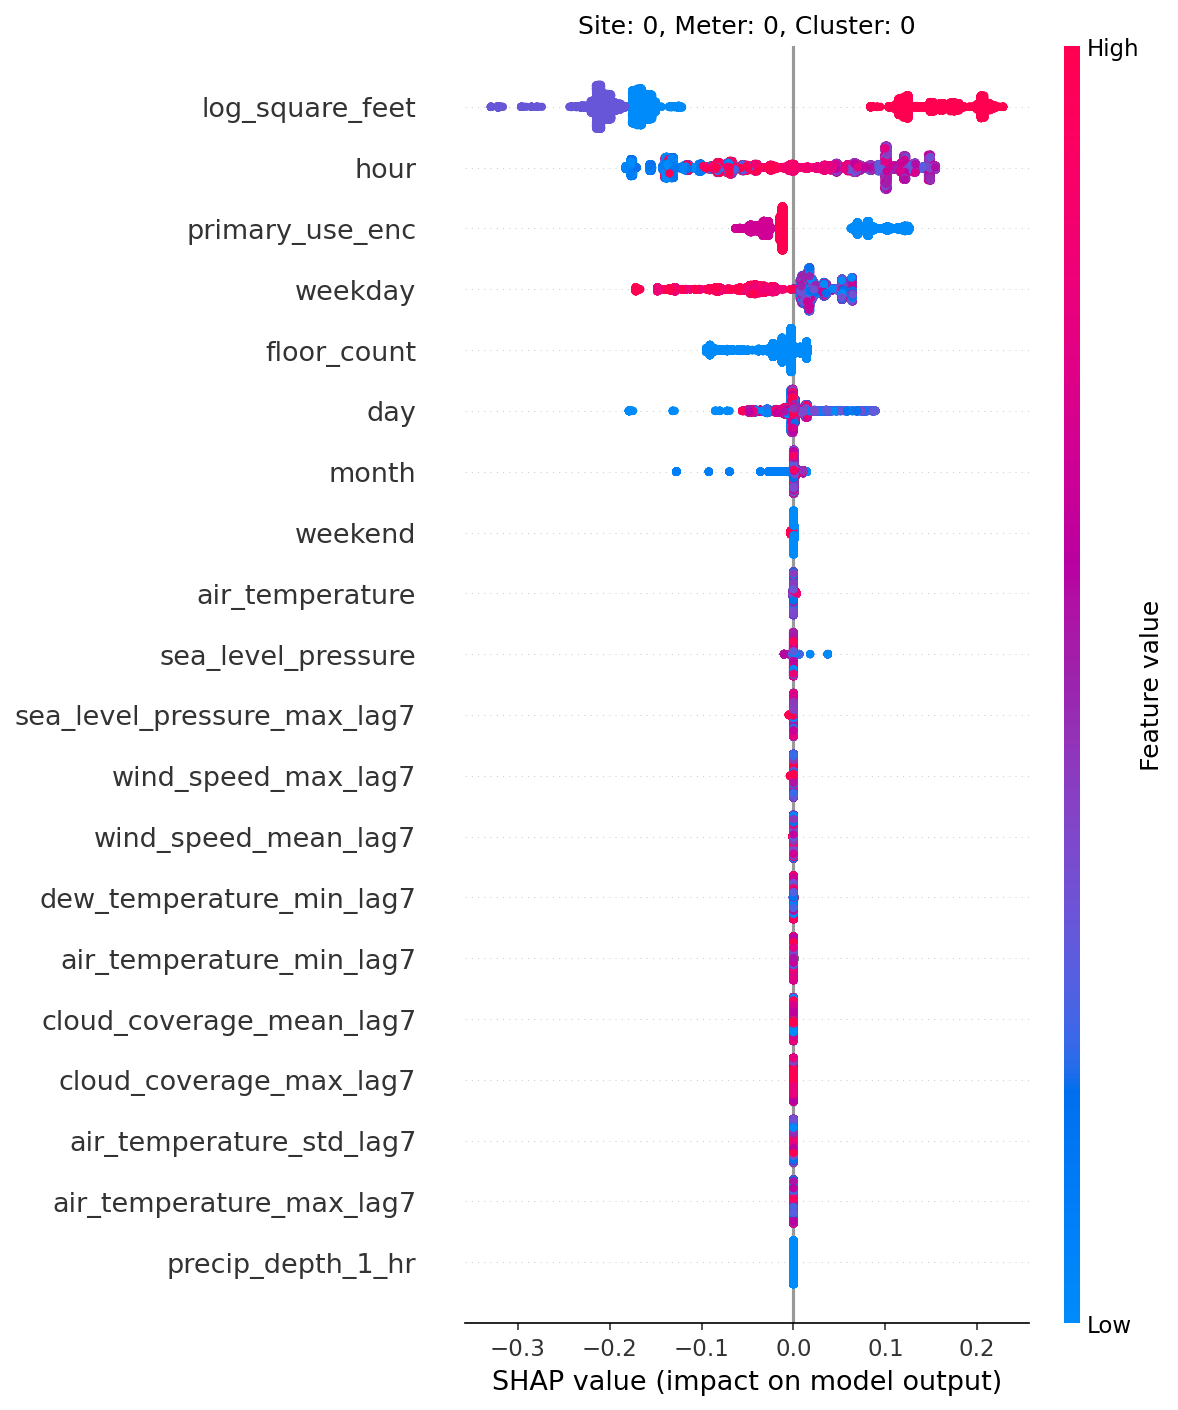 Site: 0, Meter: 0, Cluster: 0
High
log_square_feet
hour
primary_use_enc
weekday
floor_count
day
month
weekend
air_temperature
sea_level_pressure
sea_level_pressure_max_lag7
wind_speed_max_lag7
wind_speed_mean_lag7
dew_temperature_min_lag7
air_temperature_min_lag7
cloud_coverage_mean_lag7
cloud_coverage_max_lag7
air_temperature_std_lag7
air_temperature_max_lag7
precip_depth_1_hr
Feature value
Low
−0.3 −0.2 −0.1 0.0 0.1 0.2
SHAP value (impact on model output)